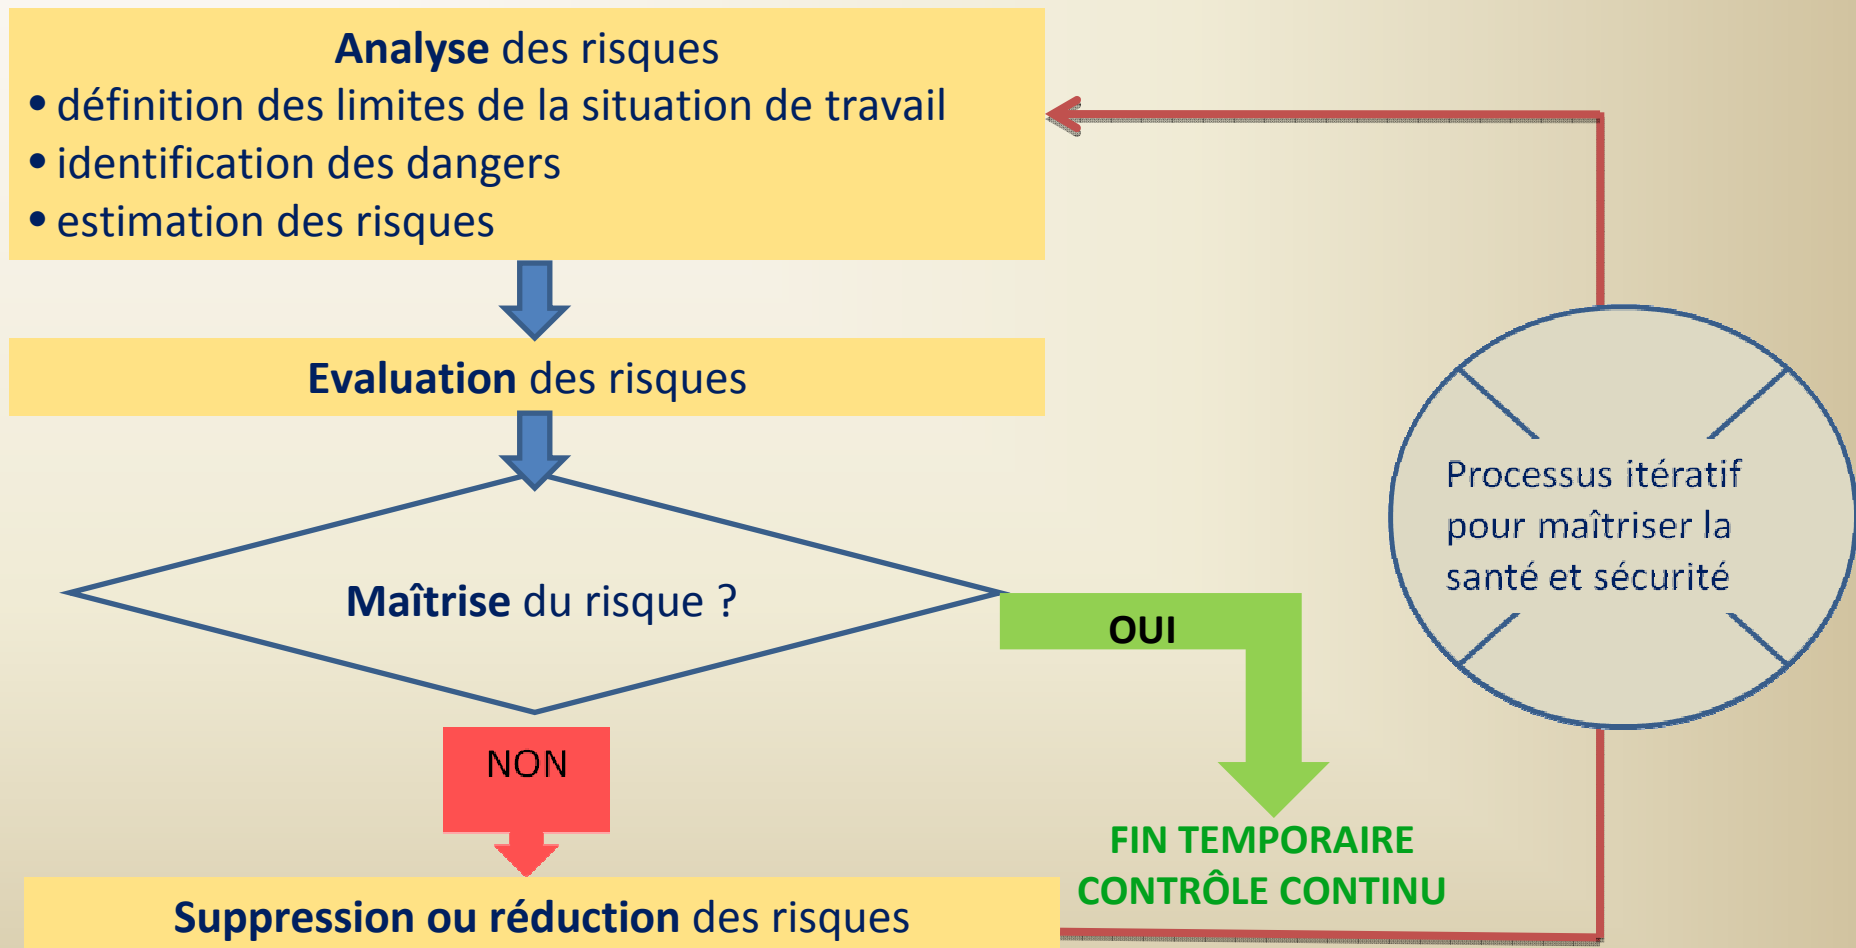 Analyse des risques
• définition des limites de la situation de travail
• identification des dangers
• estimation des risques
Evaluation des risques
Maîtrise du risque ?
OUI
NON
FIN TEMPORAIRE
CONTRÔLE CONTINU
Suppression ou réduction des risques
Processus itératif
pour maîtriser la
santé et sécurité